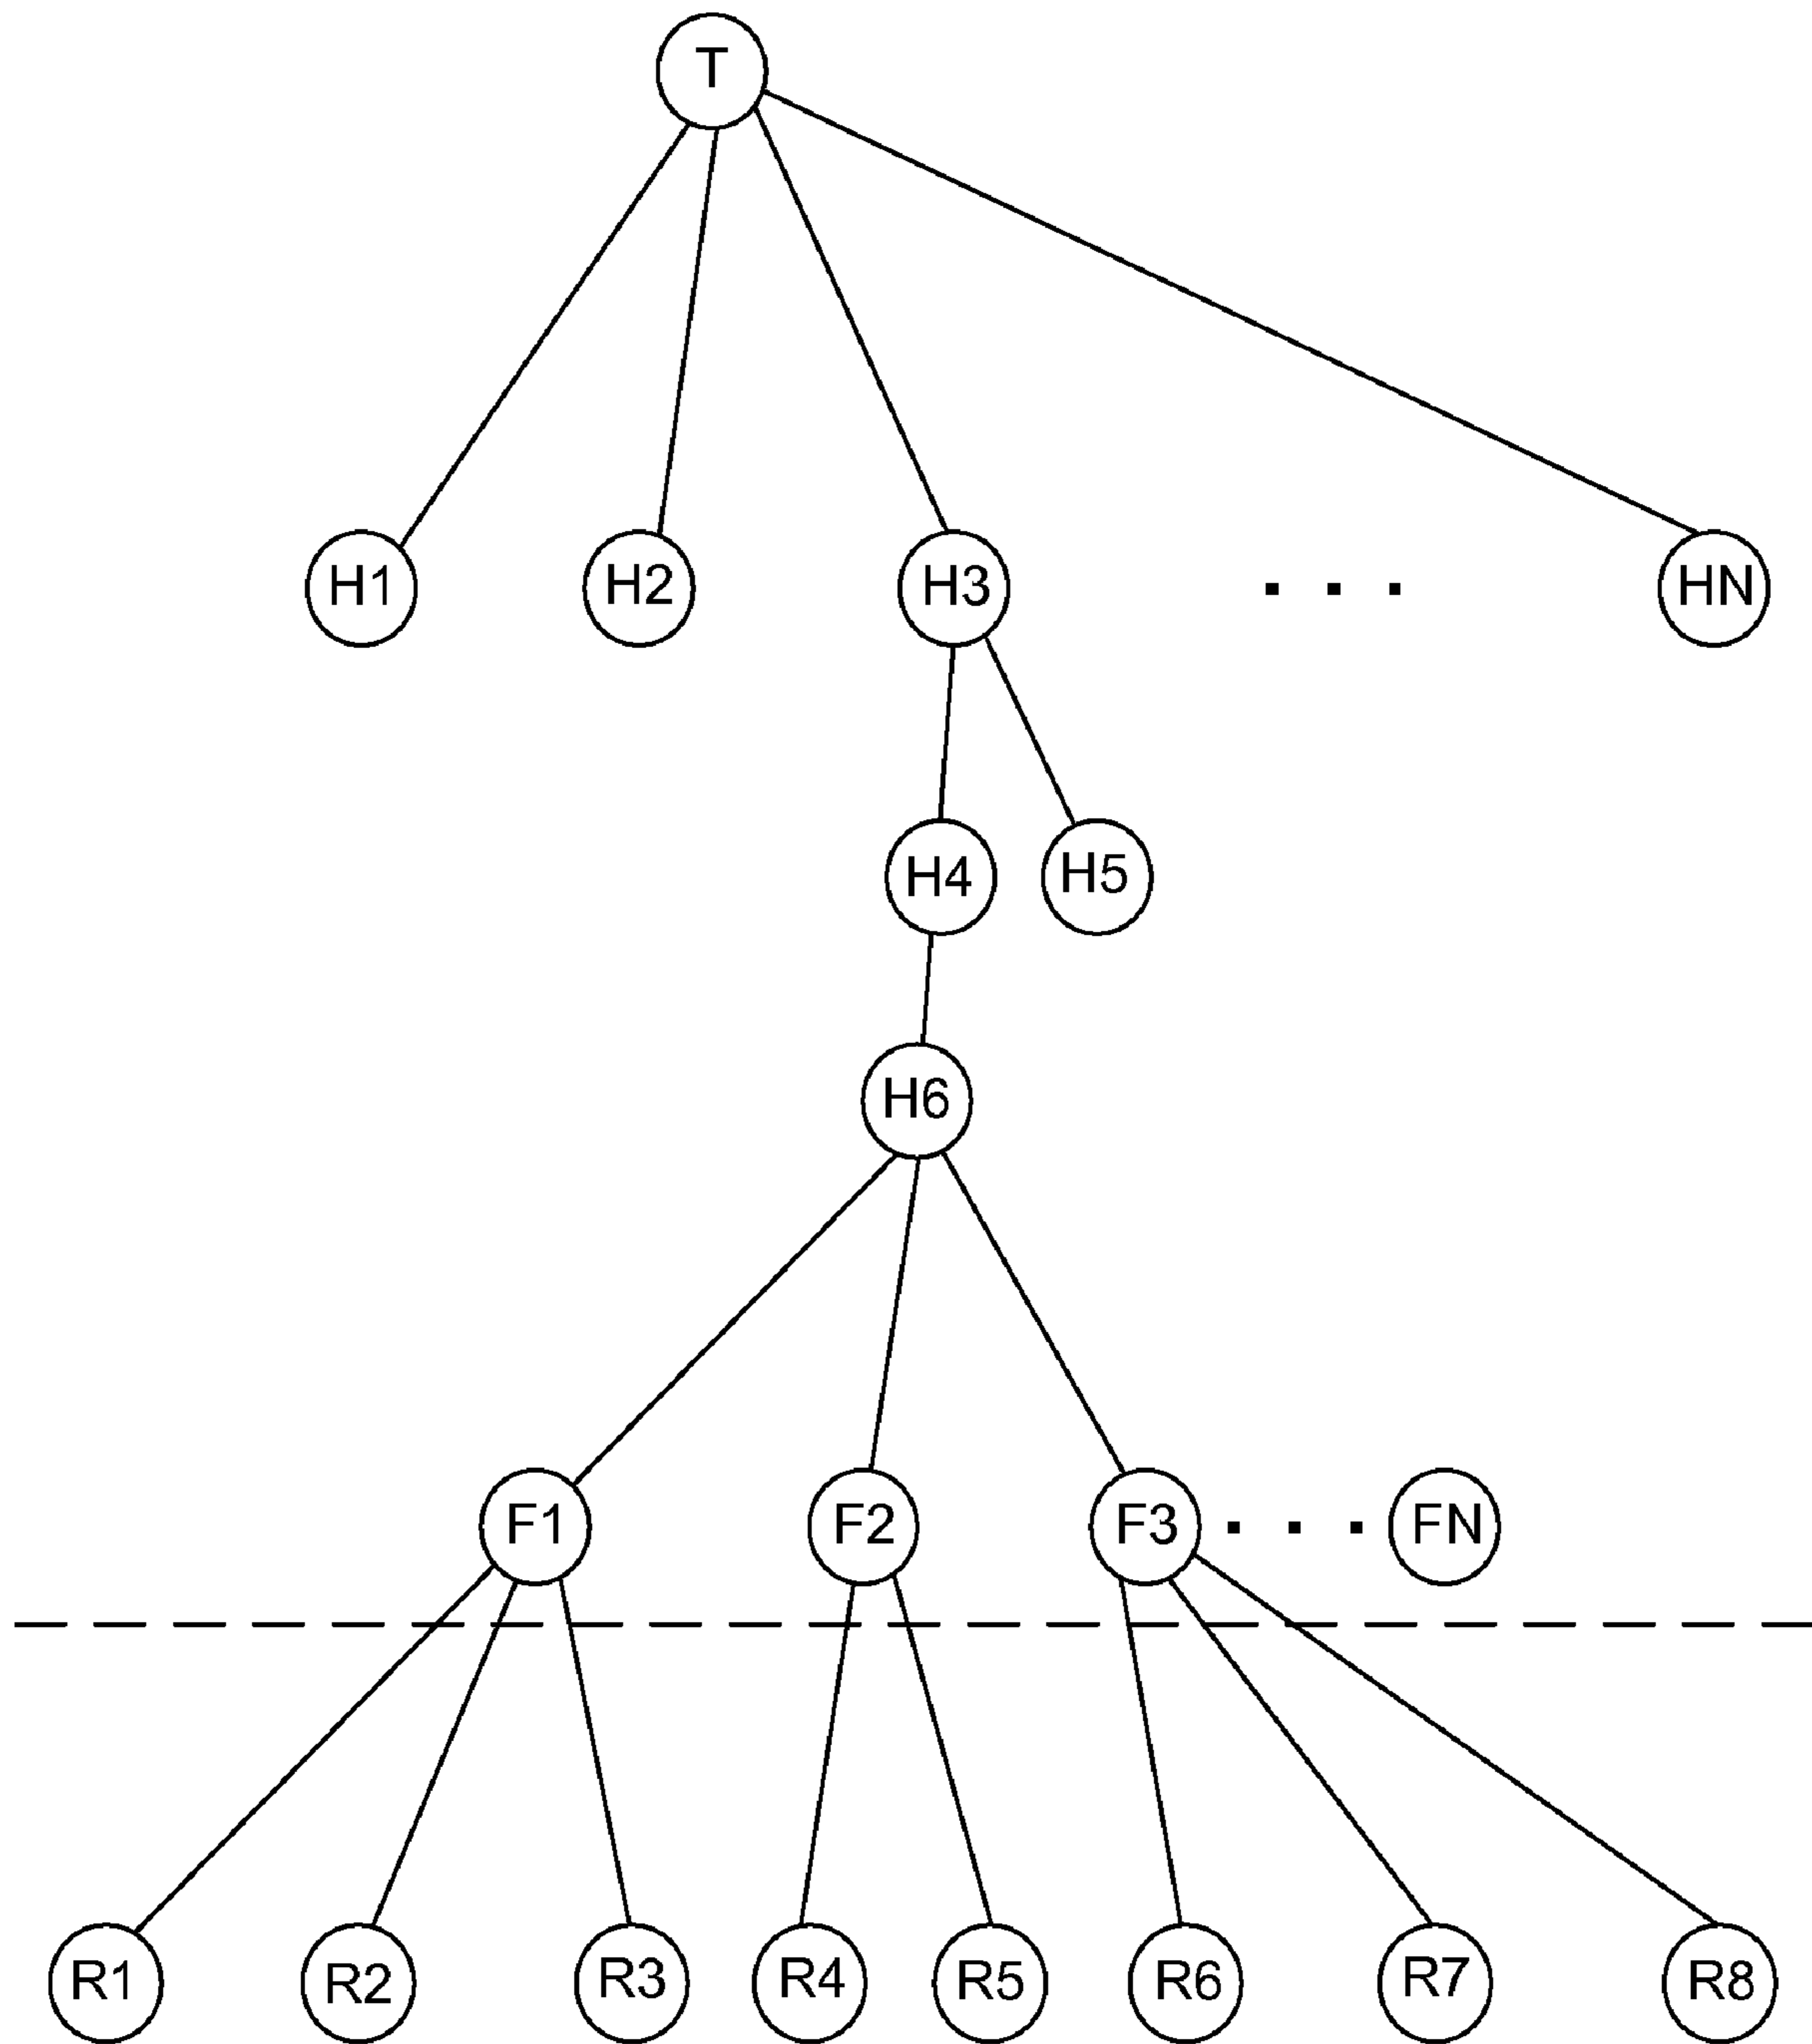 T
H1 H2 H3 . . . HN
H4 H5
H6
F1 F2 F3 . . . FN
R1 R2 R3 R4 R5 R6 R7 R8